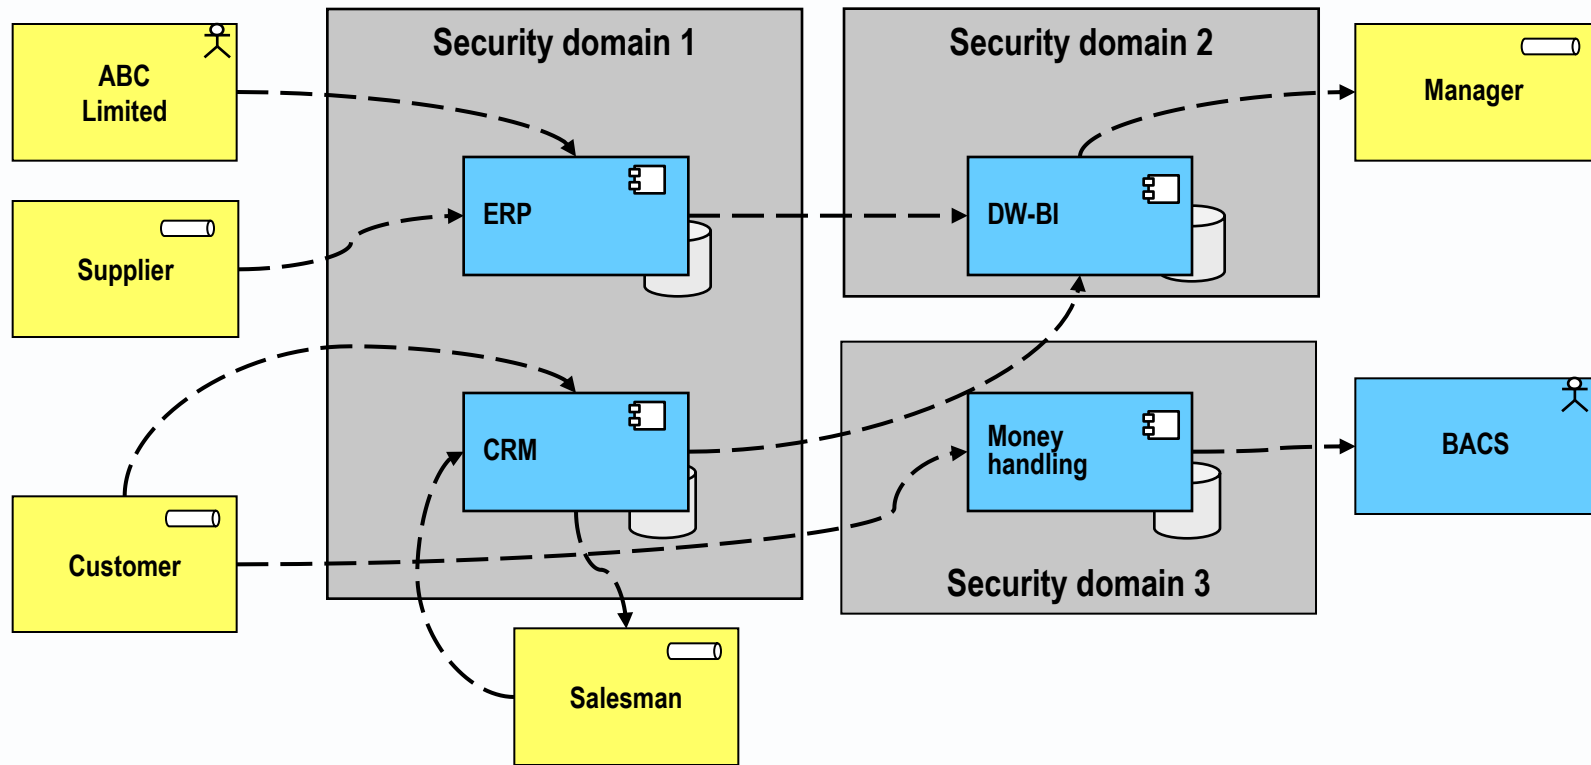 Security domain 1
Security domain 2
ABC
Limited
Manager
ERP
DW-BI
Supplier
CRM
Money
handling
BACS
Customer
Security domain 3
Salesman